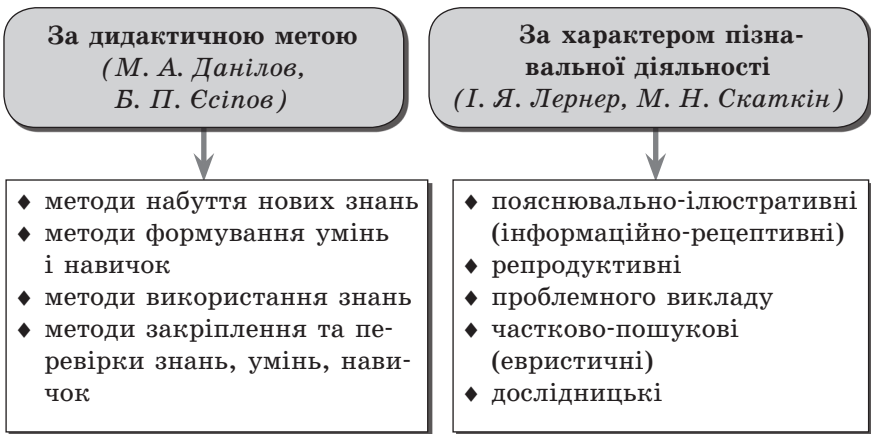 За дидактичною метою
(М. А. Данілов,
Б. П. Єсіпов)
♦ методи набуття нових знань
♦ методи формування умінь
і навичок
♦ методи використання знань
♦ методи закріплення та пе-
ревірки знань, умінь, нави-
чок
За характером пізна-
вальної діяльності
(І. Я. Лернер, М. Н. Скаткін)
♦ пояснювально-ілюстративні
(інформаційно-рецептивні)
♦ репродуктивні
♦ проблемного викладу
♦ частково-пошукові
(евристичні)
♦ дослідницькі